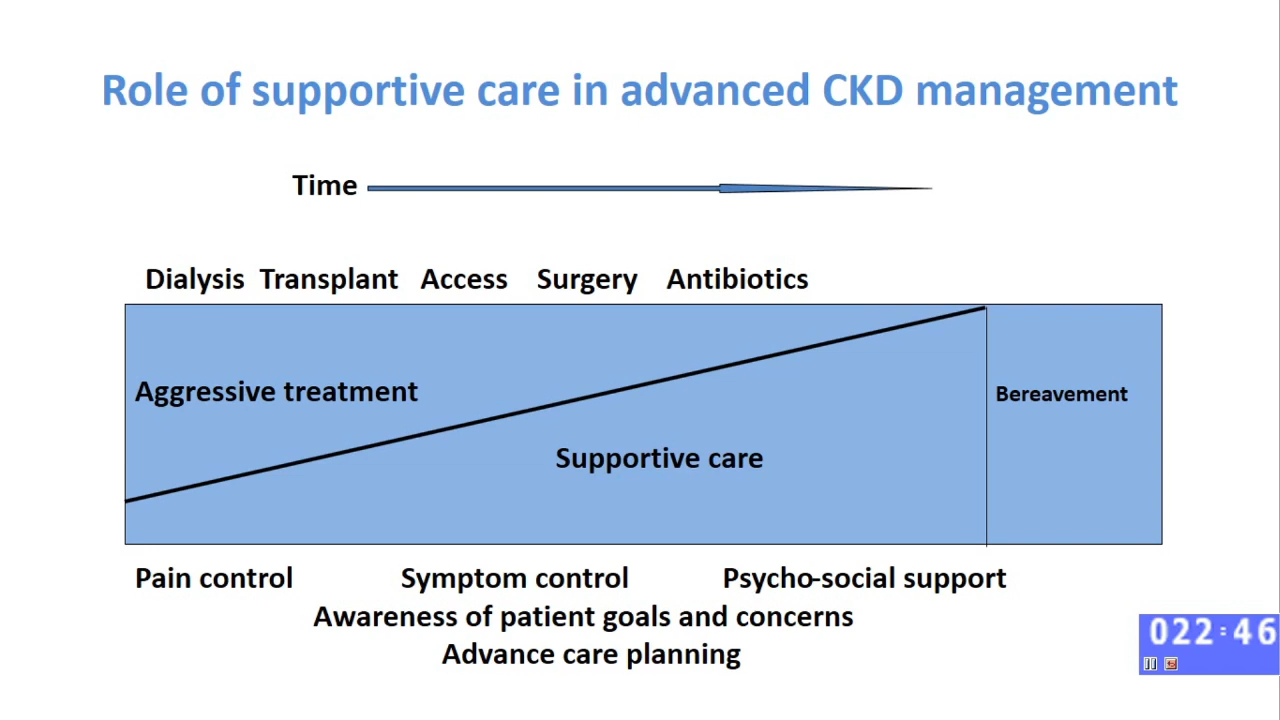 Role of supportive care in advanced CKD management
Time
Dialysis Transplant Access Surgery Antibiotics
Aggressive treatment
Bereavement
Supportive care
Pain control Symptom control Psycho-social support
Awareness of patient goals and concerns
Advance care planning
022:46